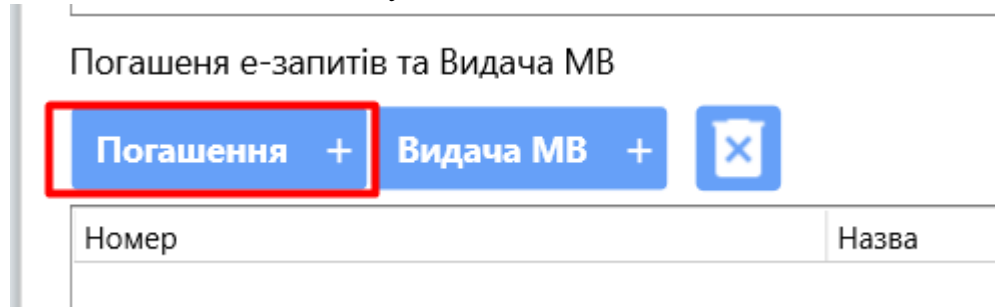 Погашеня е-запитів та Видача МВ
Погашення + Видача МВ +
Номер Назва